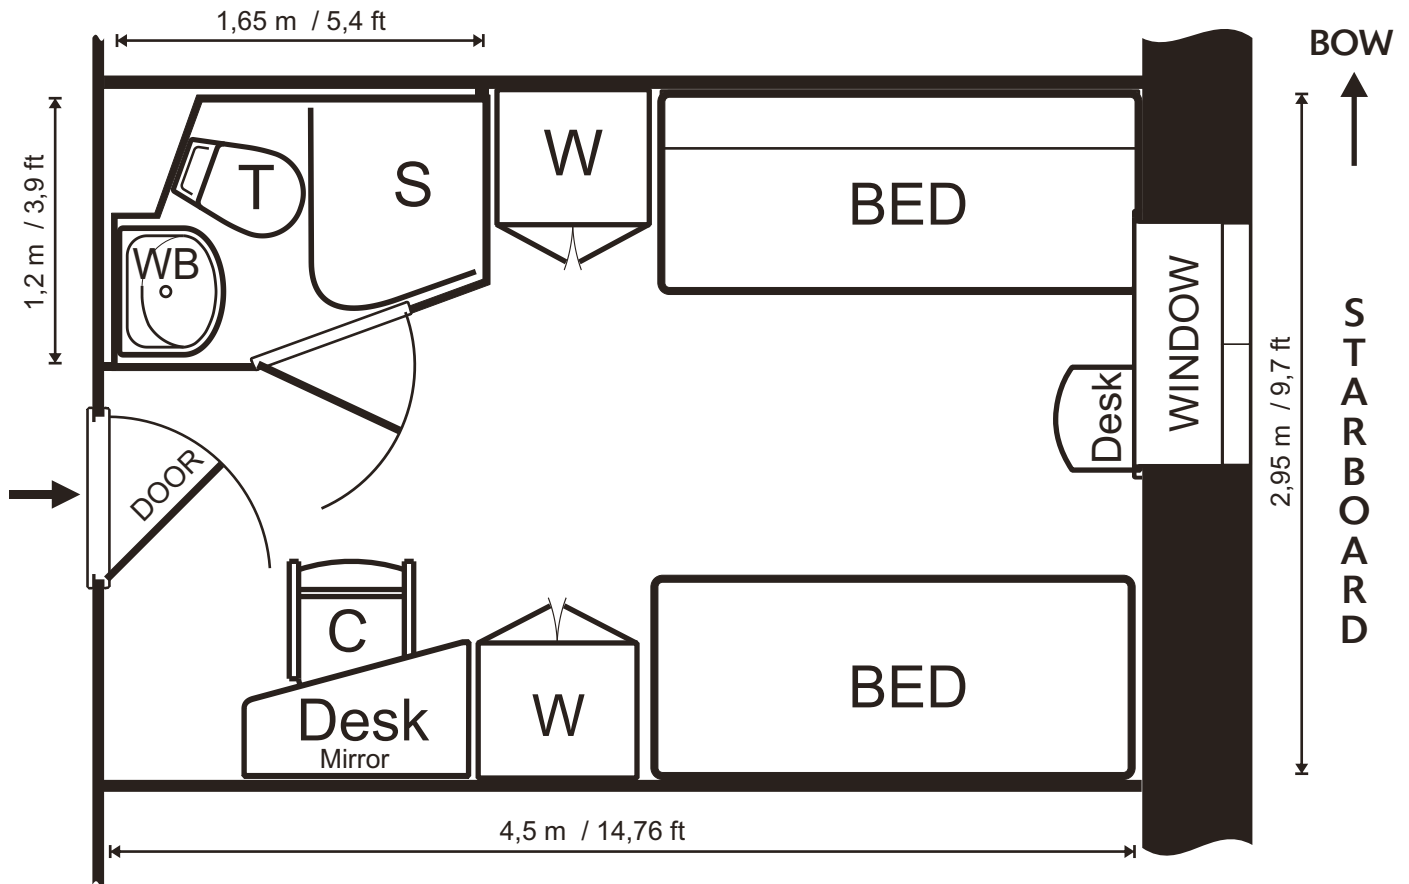 1,65 m / 5,4 ft
BOW
1,2 m / 3,9 ft
T
S
W
BED
WB
WINDOW
STARBOARD
2,95 m / 9,7 ft
Desk
DOOR
C
Desk
Mirror
W
BED
4,5 m / 14,76 ft